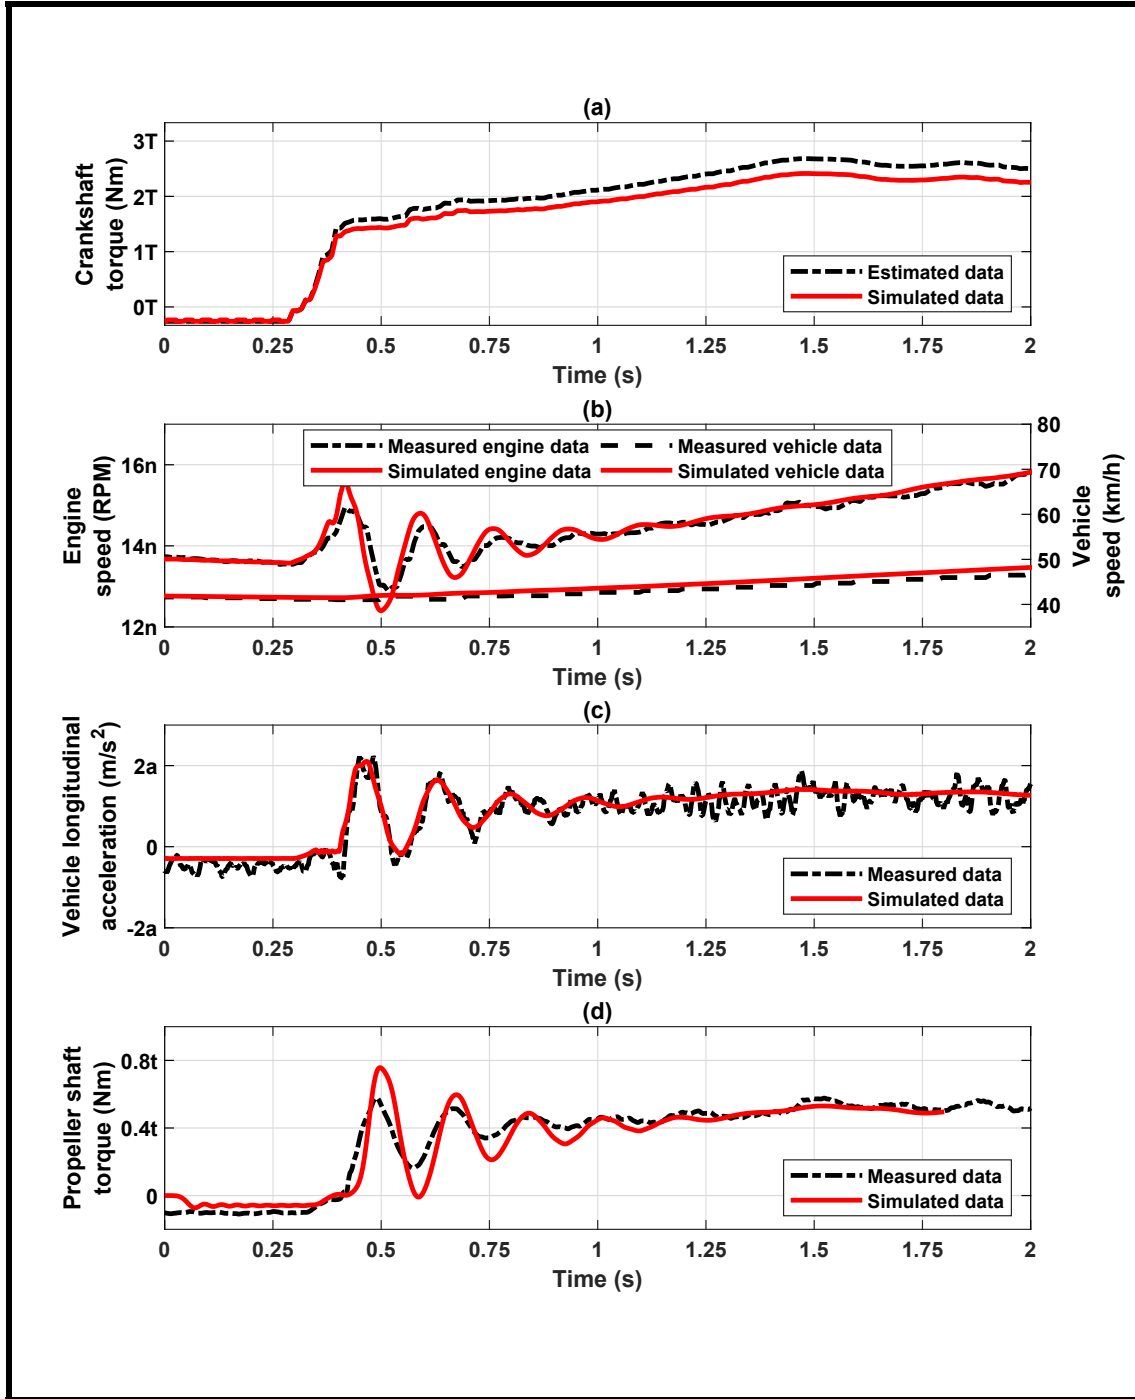 (a)
3T
2T
1T
0T
Crankshaft
torque (Nm)
Estimated data
Simulated data
0 0.25 0.5 0.75 1 1.25 1.5 1.75 2
Time (s)
(b)
16n
14n
12n
Engine
speed (RPM)
Measured engine data Measured vehicle data
Simulated engine data Simulated vehicle data
80
70
60
50
40
Vehicle
speed (km/h)
0 0.25 0.5 0.75 1 1.25 1.5 1.75 2
Time (s)
(c)
2a
0
-2a
Vehicle longitudinal
acceleration (m/s²)
Measured data
Simulated data
0 0.25 0.5 0.75 1 1.25 1.5 1.75 2
Time (s)
(d)
0.8t
0.4t
0
Propeller shaft
torque (Nm)
Measured data
Simulated data
0 0.25 0.5 0.75 1 1.25 1.5 1.75 2
Time (s)